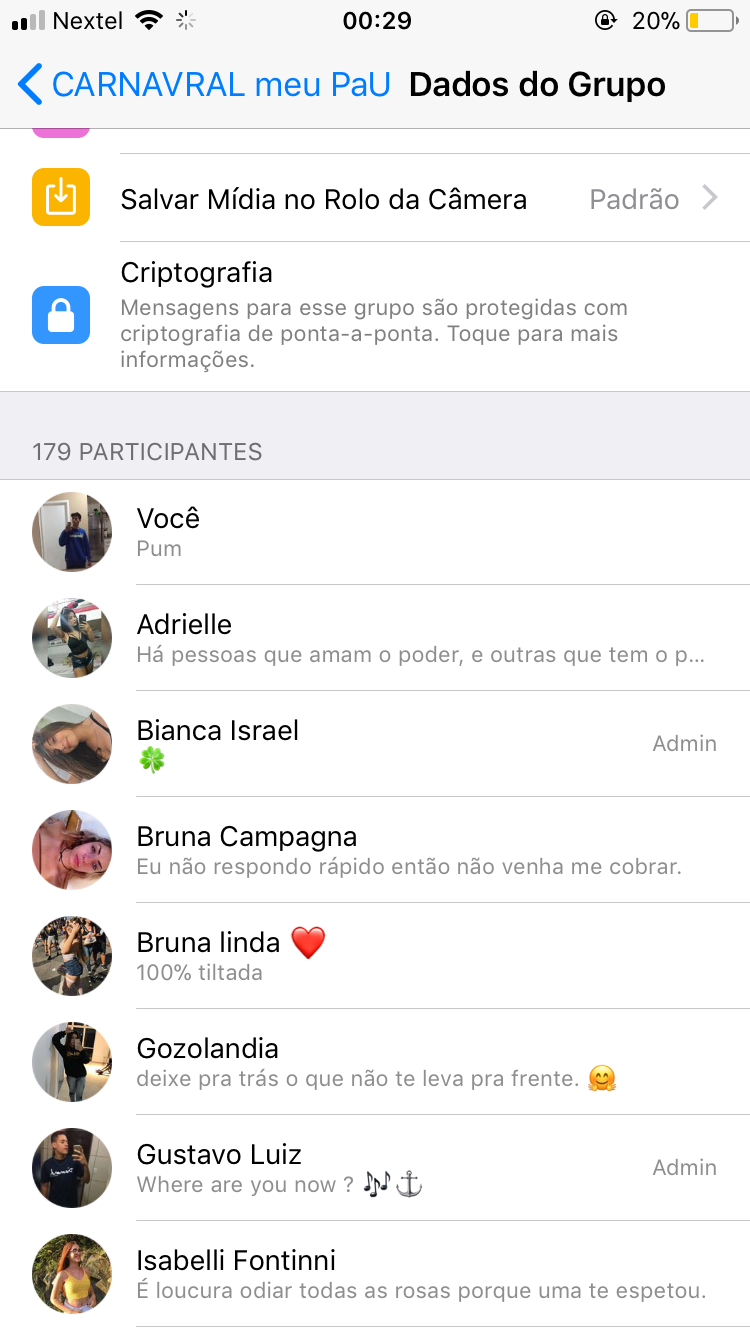 Nextel 00:29 20%
CARNAVRAL meu PaU Dados do Grupo
Salvar Mídia no Rolo da Câmera Padrão
Criptografia
Mensagens para esse grupo são protegidas com
criptografia de ponta-a-ponta. Toque para mais
informações.
179 PARTICIPANTES
Você
Pum
Adrielle
Há pessoas que amam o poder, e outras que tem o p...
Bianca Israel
🍀
Admin
Bruna Campagna
Eu não respondo rápido então não venha me cobrar.
Bruna linda ❤️
100% tiltada
Gozolandia
deixe pra trás o que não te leva pra frente. 🤗
Gustavo Luiz
Where are you now ? 🎶⚓
Admin
Isabelli Fontinni
É loucura odiar todas as rosas porque uma te espetou.